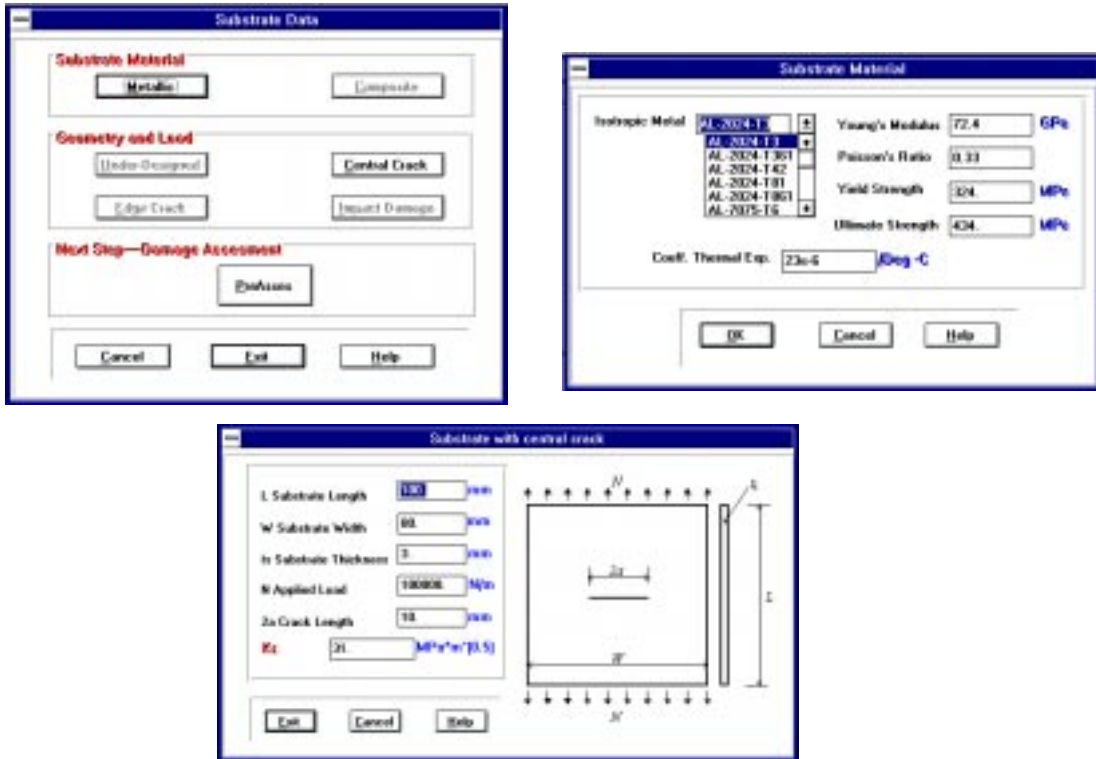 Substrate Data
Substrate Material
Metallic
Composite
Geometry and Load
Under-Designed
Central Crack
Edge Crack
Impact Damage
Next Step—Damage Assesment
Cancel
Exit
Help
Substrate Material
Isotropic Metal
AL-2024-T3
AL-2024-T3
AL-2024-T361
AL-2024-T42
AL-2024-T81
AL-2024-T861
AL-7075-T6
Young's Modulus 72.4 GPa
Poisson's Ratio 0.33
Yield Strength 324. MPa
Ultimate Strength 434. MPa
Coeff. Thermal Exp. 23e-6 /Deg -C
OK
Cancel
Help
Substrate with central crack
L Substrate Length 100. mm
W Substrate Width 80. mm
Substrate Thickness 3. mm
N Applied Load 100000. N/m
2a Crack Length 10. mm
31. MPa*m^(0.5)
Exit
Cancel
Help
N
2a
L
W
N